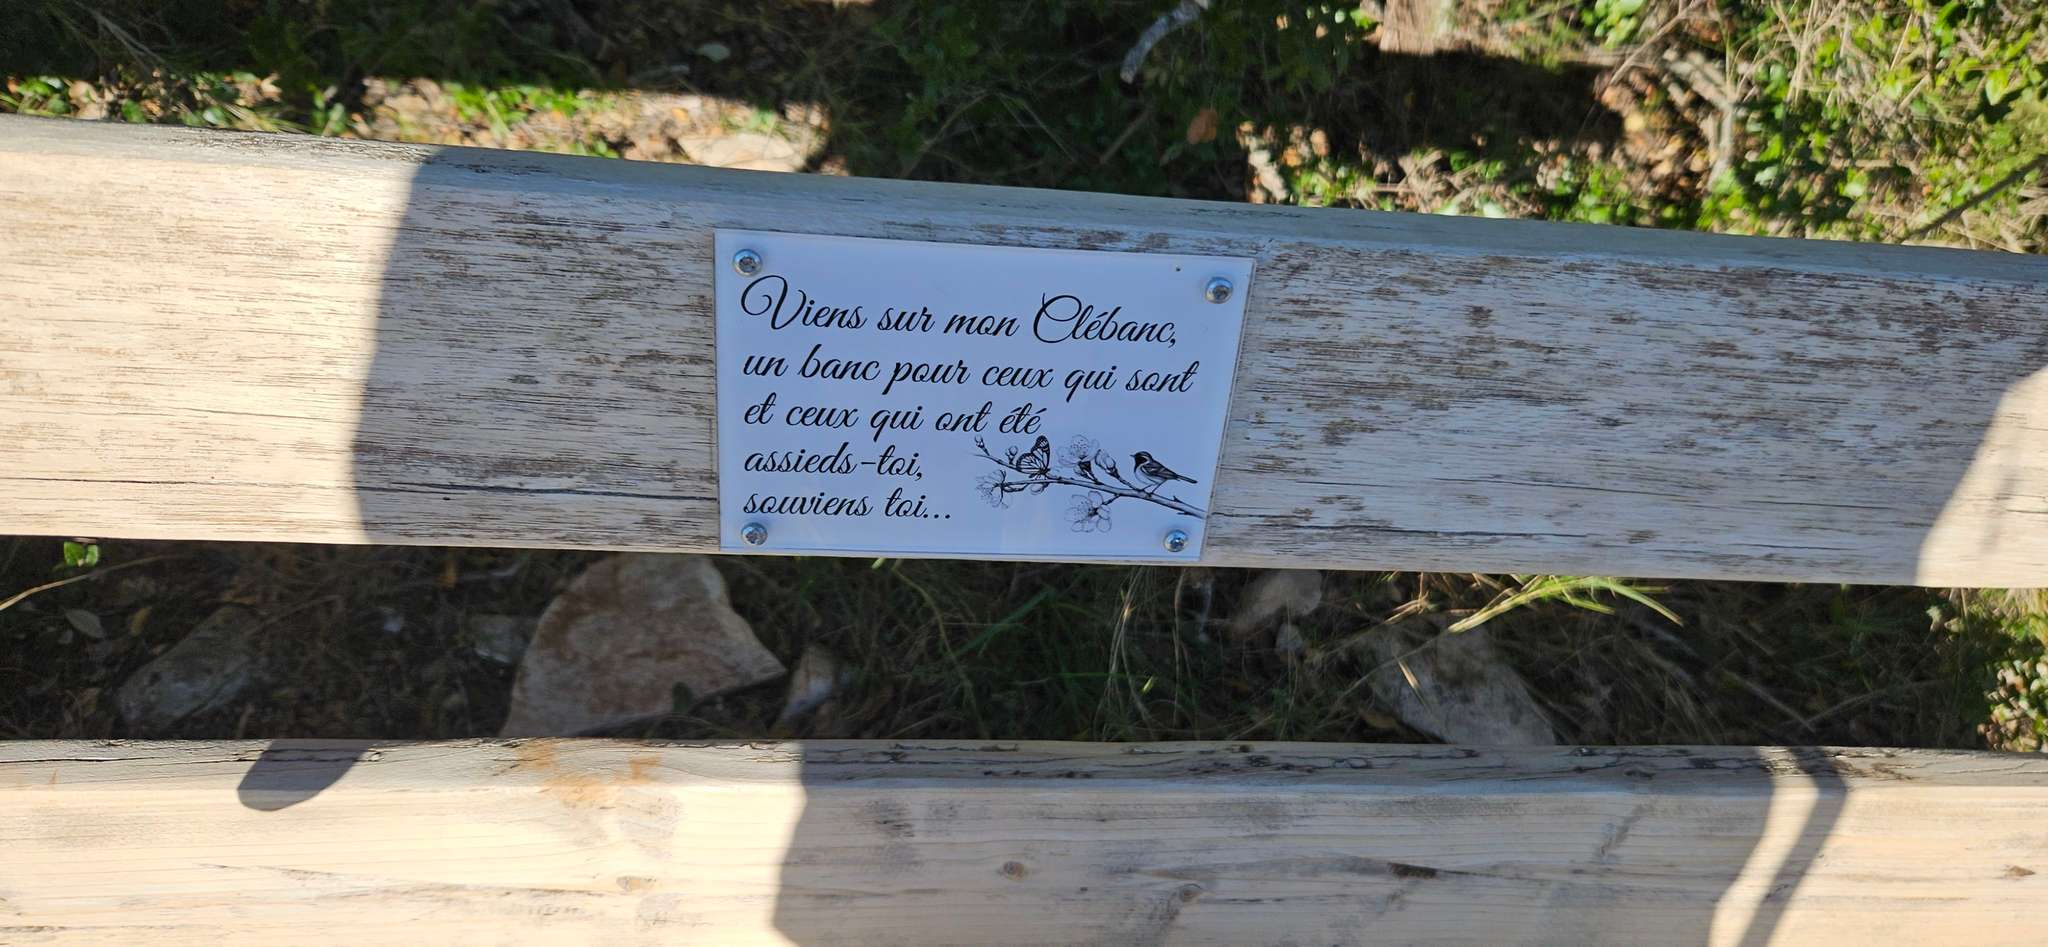 Viens sur mon Clébanc,
un banc pour ceux qui sont
et ceux qui ont été
assieds-toi,
souviens toi...